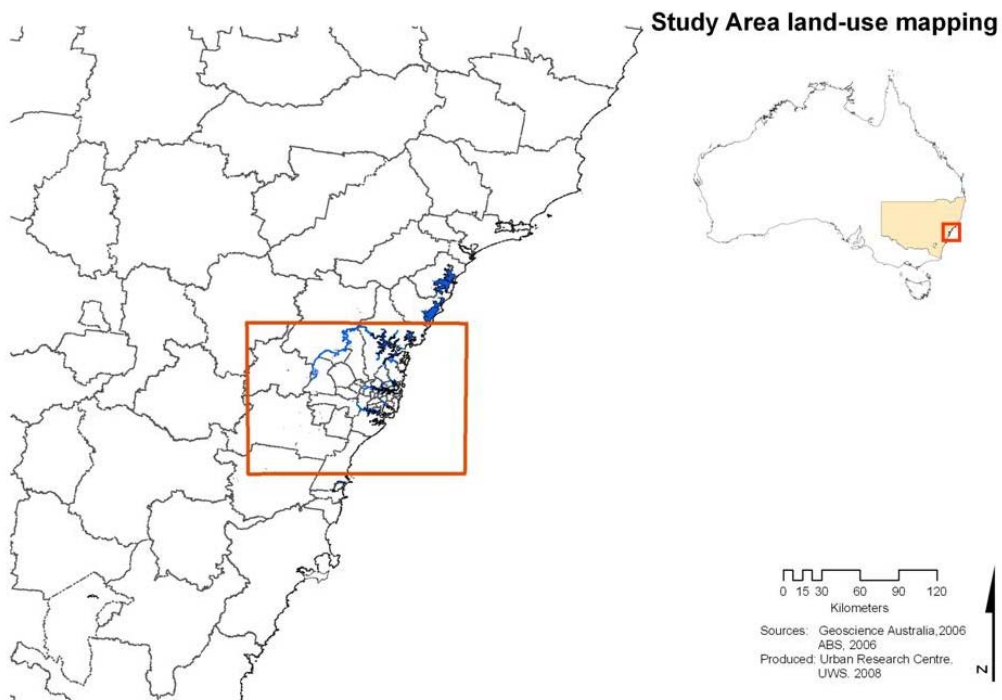 Study Area land-use mapping
0 15 30 60 90 120
Kilometers
Sources: Geoscience Australia,2006
ABS, 2006
Produced: Urban Research Centre,
UWS. 2008
N